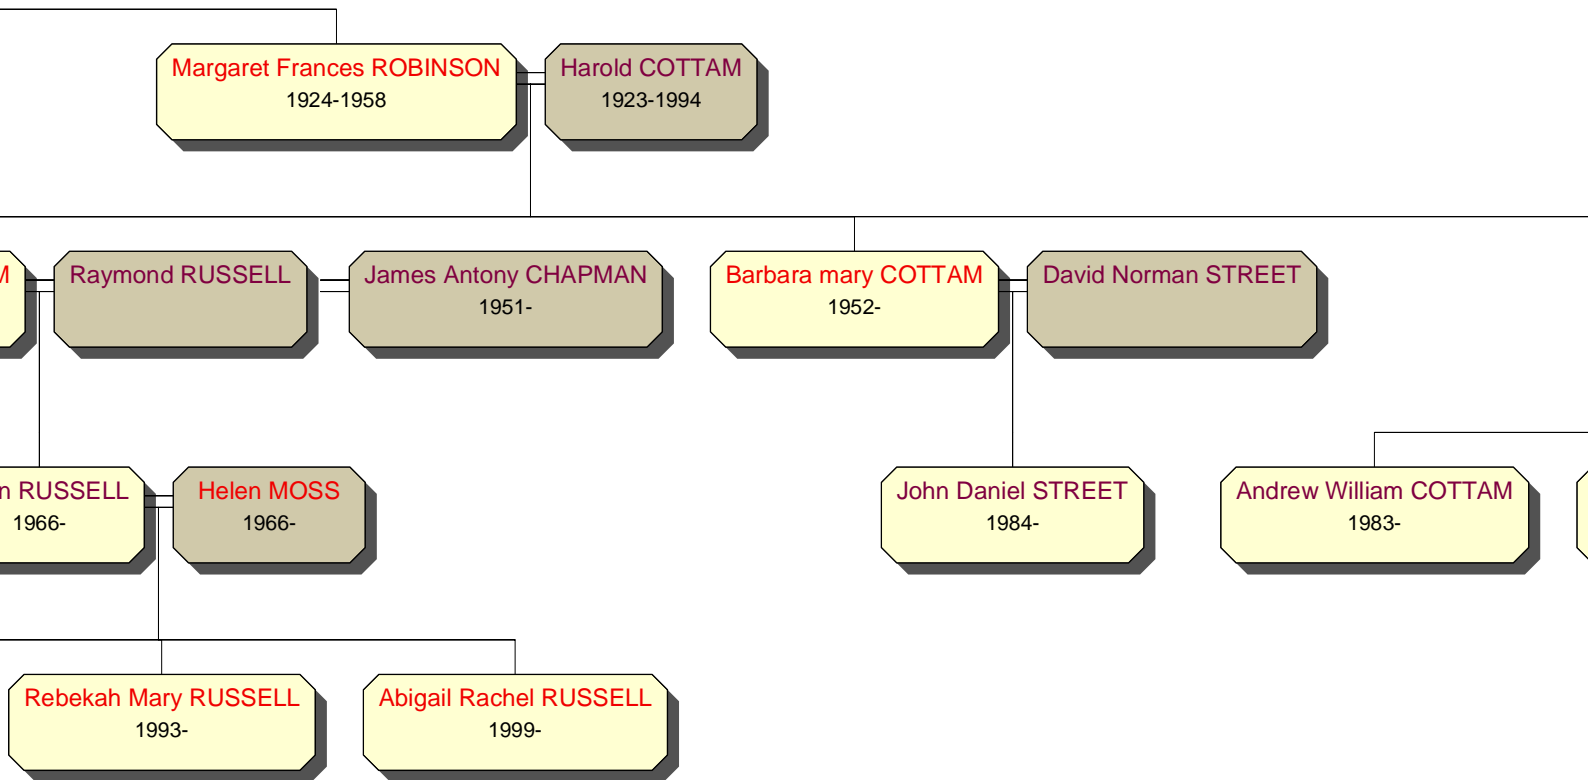 Margaret Frances ROBINSON
1924-1958
Harold COTTAM
1923-1994
M
Raymond RUSSELL
James Antony CHAPMAN
1951-
Barbara mary COTTAM
1952-
David Norman STREET
n RUSSELL
1966-
Helen MOSS
1966-
John Daniel STREET
1984-
Andrew William COTTAM
1983-
Rebekah Mary RUSSELL
1993-
Abigail Rachel RUSSELL
1999-